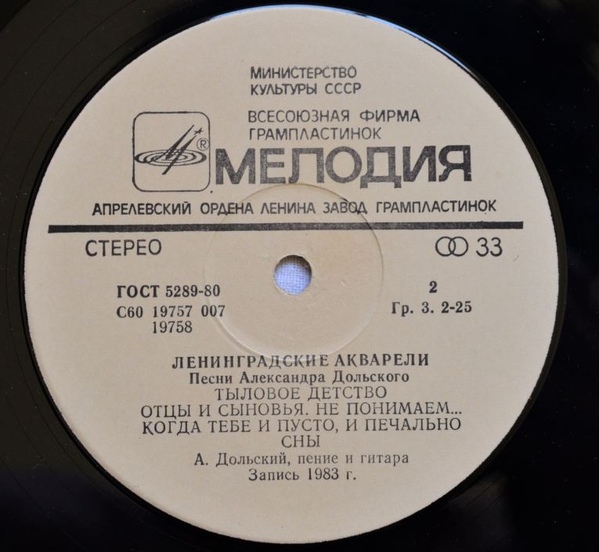 МИНИСТЕРСТВО
КУЛЬТУРЫ СССР
ВСЕСОЮЗНАЯ ФИРМА
ГРАМПЛАСТИНОК
®
МЕЛОДИЯ
АПРЕЛЕВСКИЙ ОРДЕНА ЛЕНИНА ЗАВОД ГРАМПЛАСТИНОК
СТЕРЕО 33
ГОСТ 5289-80 2
С60 19757 007 Гр. 3. 2-25
19758
ЛЕНИНГРАДСКИЕ АКВАРЕЛИ
Песни Александра Дольского
ТЫЛОВОЕ ДЕТСТВО
ОТЦЫ И СЫНОВЬЯ. НЕ ПОНИМАЕМ...
КОГДА ТЕБЕ И ПУСТО, И ПЕЧАЛЬНО
СНЫ
А. Дольский, пение и гитара
Запись 1983 г.